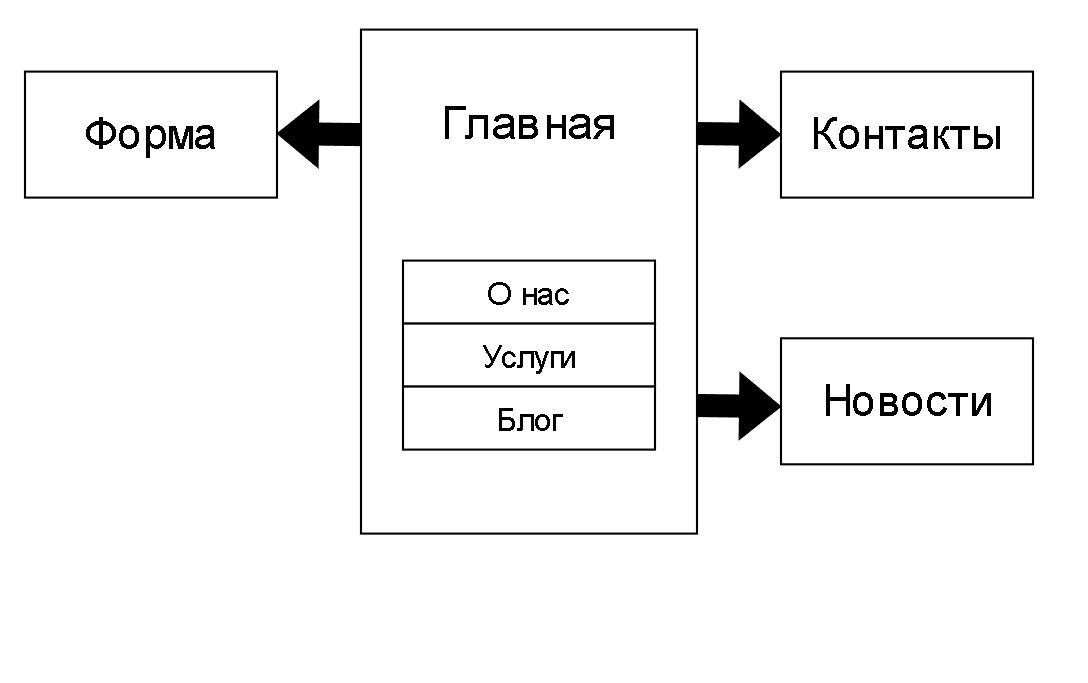 Форма
Главная
Контакты
О нас
Услуги
Блог
Новости